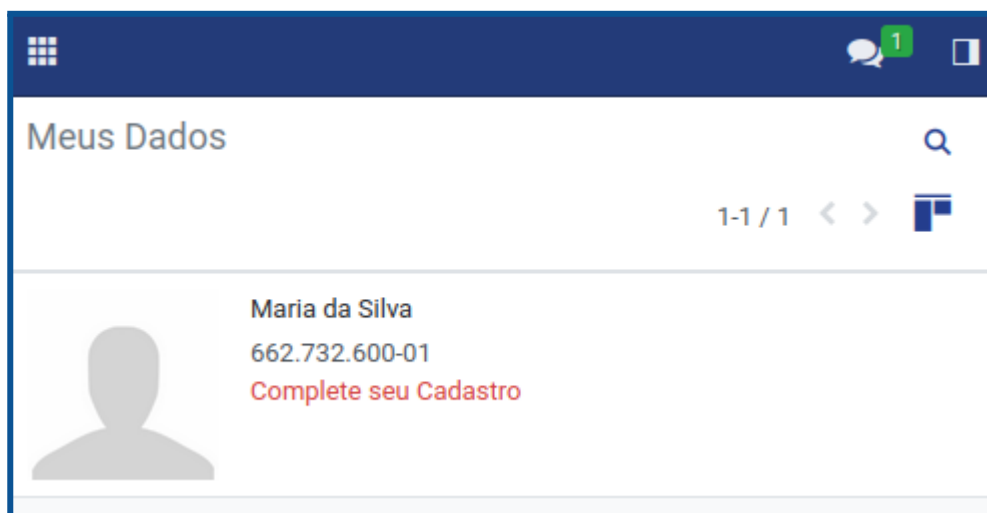 1
Meus Dados
1-1 / 1
Maria da Silva
662.732.600-01
Complete seu Cadastro